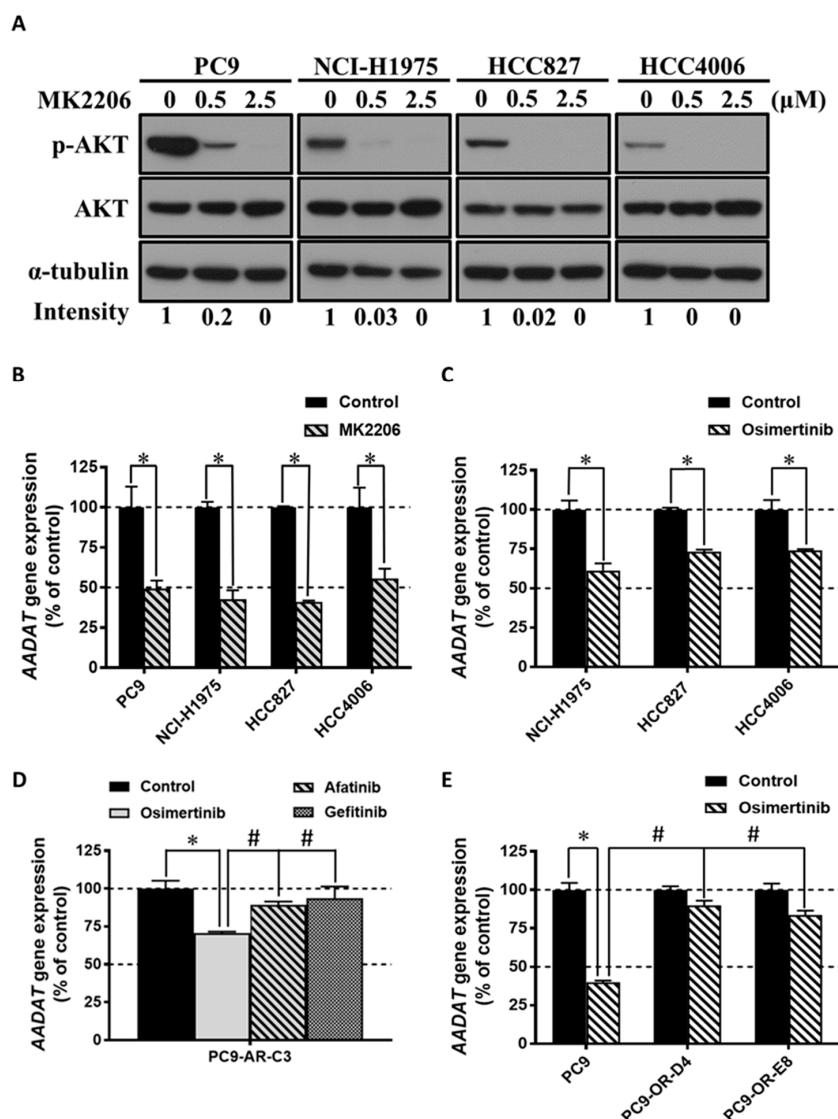 A
PC9 NCI-H1975 HCC827 HCC4006
MK2206 0 0.5 2.5 0 0.5 2.5 0 0.5 2.5 0 0.5 2.5 (μM)
p-AKT
AKT
α-tubulin
Intensity 1 0.2 0 1 0.03 0 1 0.02 0 1 0 0
B
Control
MK2206
AADAT gene expression
(% of control)
125
100
75
50
25
0
* * * *
PC9 NCI-H1975 HCC827 HCC4006
C
Control
Osimertinib
AADAT gene expression
(% of control)
125
100
75
50
25
0
* * *
NCI-H1975 HCC827 HCC4006
D
Control Afatinib
Osimertinib Gefitinib
AADAT gene expression
(% of control)
125
100
75
50
25
0
* # #
PC9-AR-C3
E
Control
Osimertinib
AADAT gene expression
(% of control)
125
100
75
50
25
0
* # #
PC9 PC9-OR-D4 PC9-OR-E8